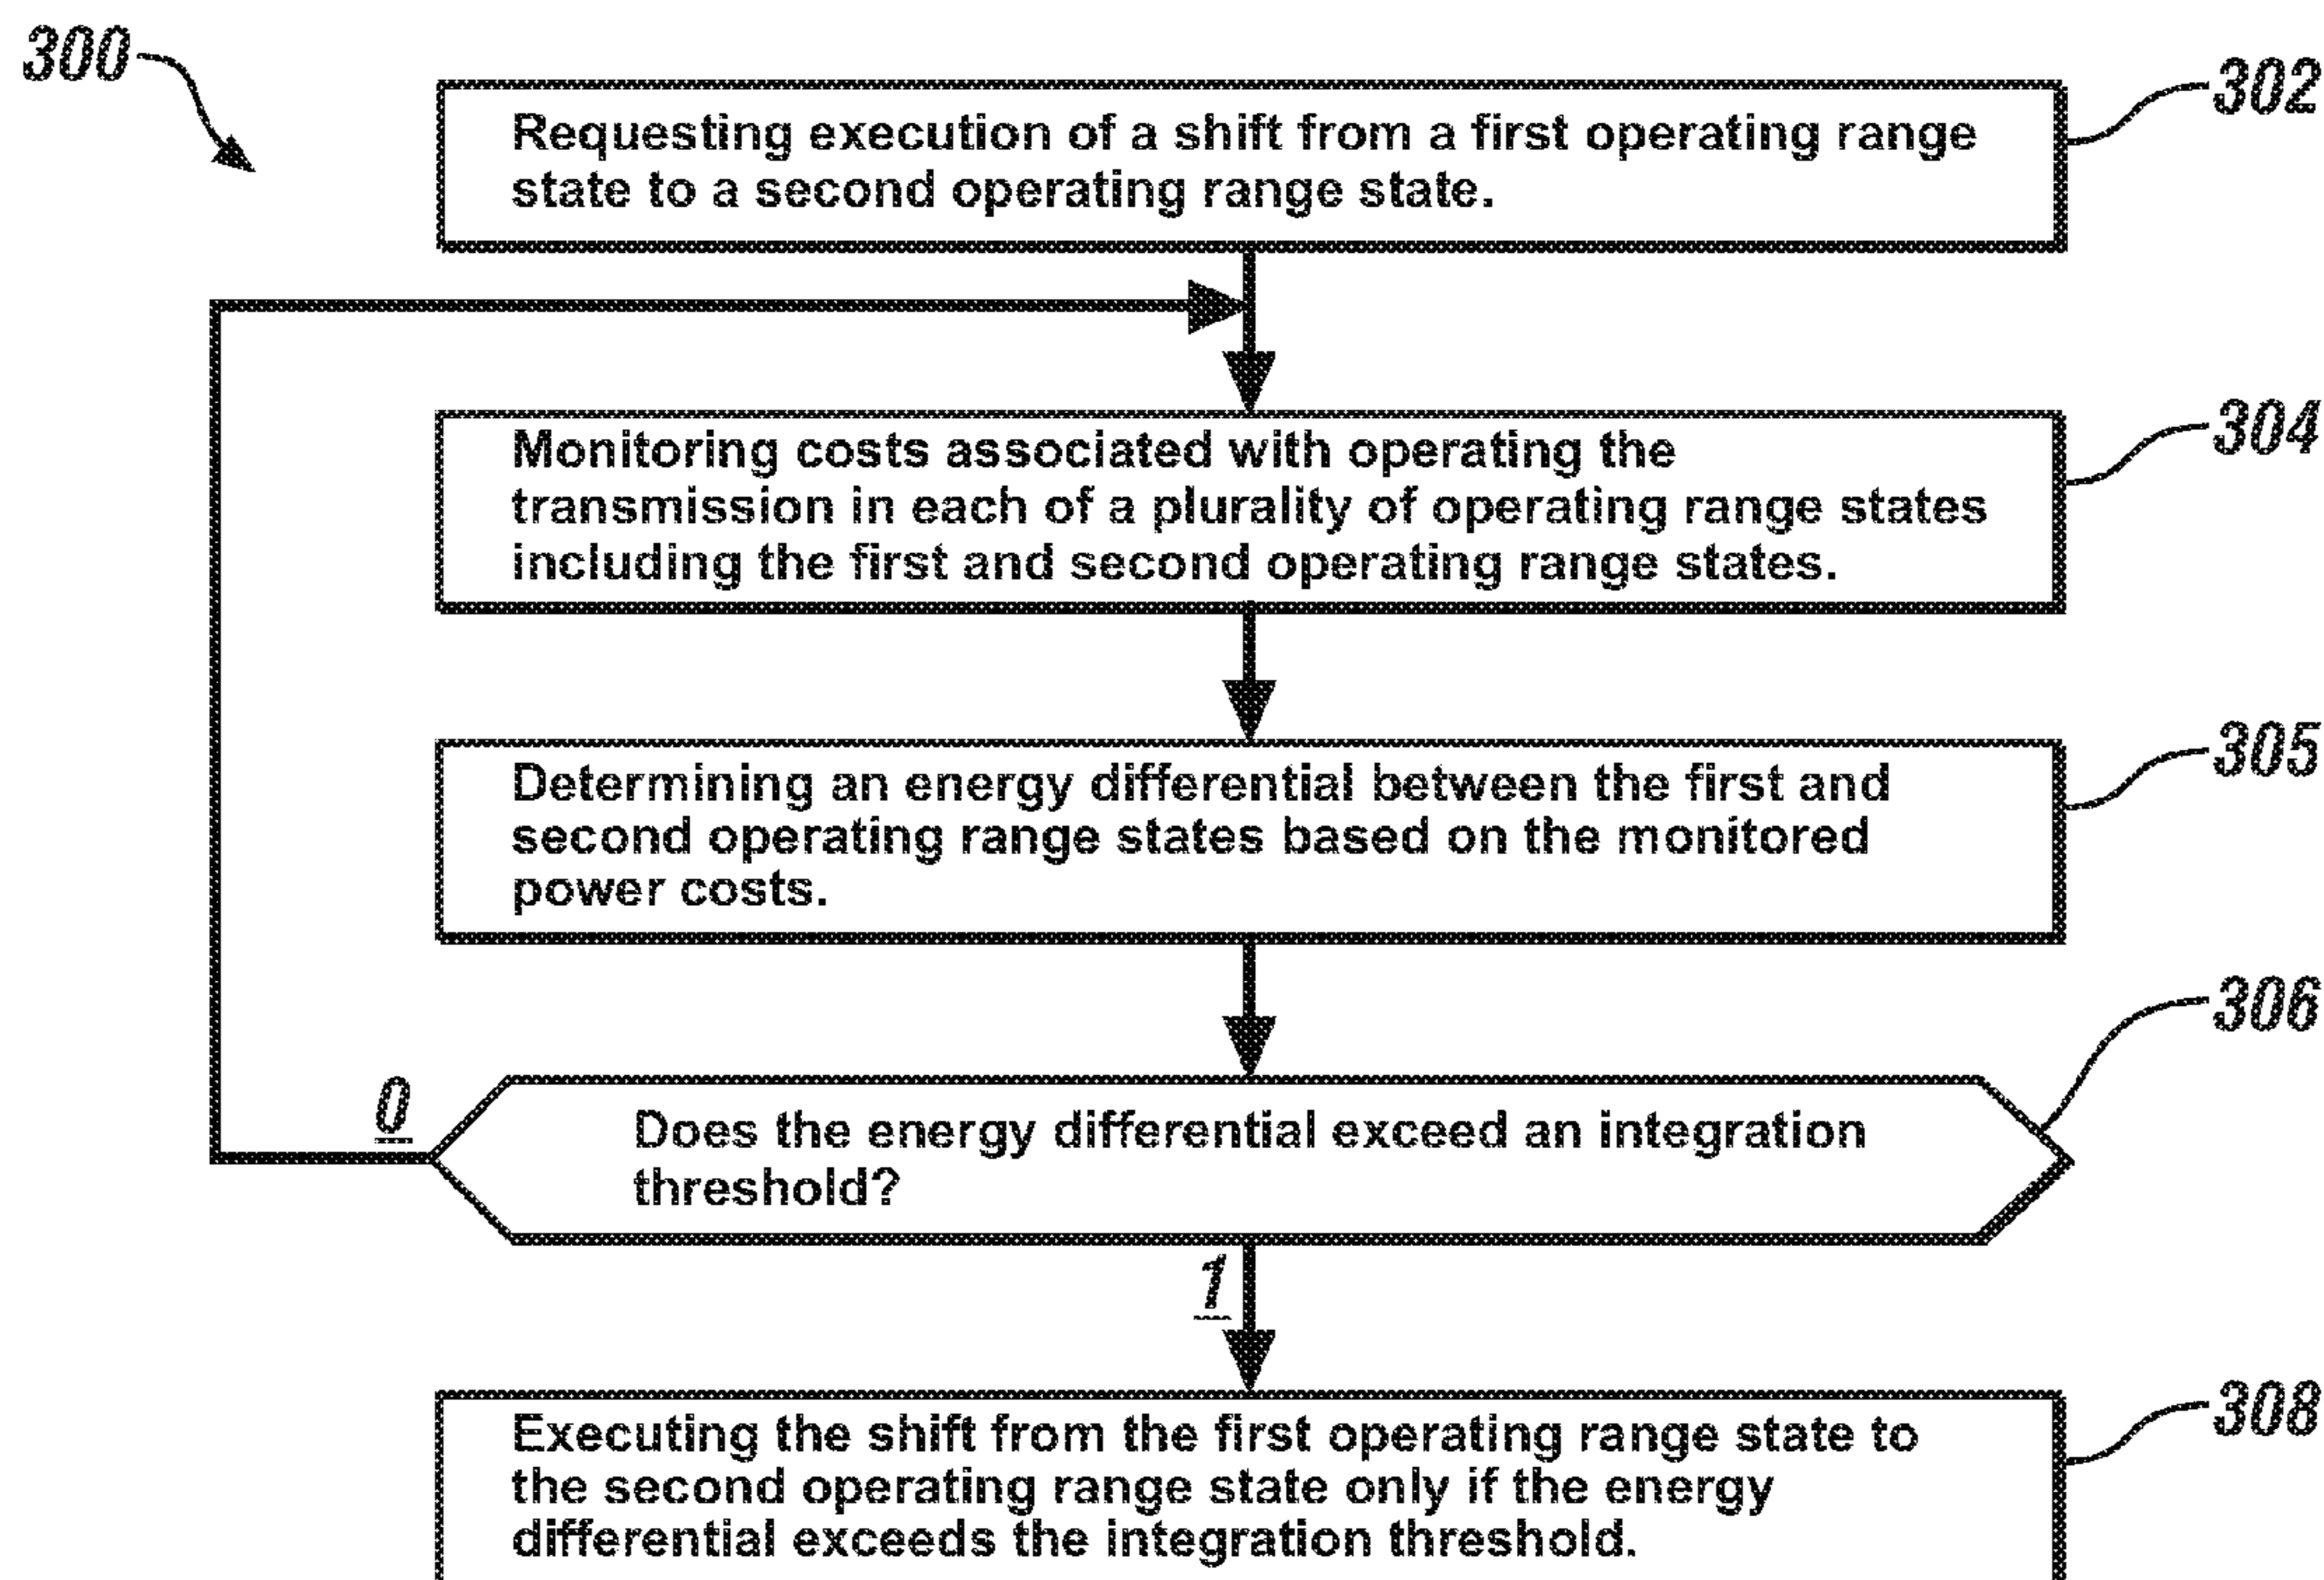 300
302
Requesting execution of a shift from a first operating range
state to a second operating range state.
304
Monitoring costs associated with operating the
transmission in each of a plurality of operating range states
including the first and second operating range states.
305
Determining an energy differential between the first and
second operating range states based on the monitored
power costs.
306
0
Does the energy differential exceed an integration
threshold?
1
308
Executing the shift from the first operating range state to
the second operating range state only if the energy
differential exceeds the integration threshold.